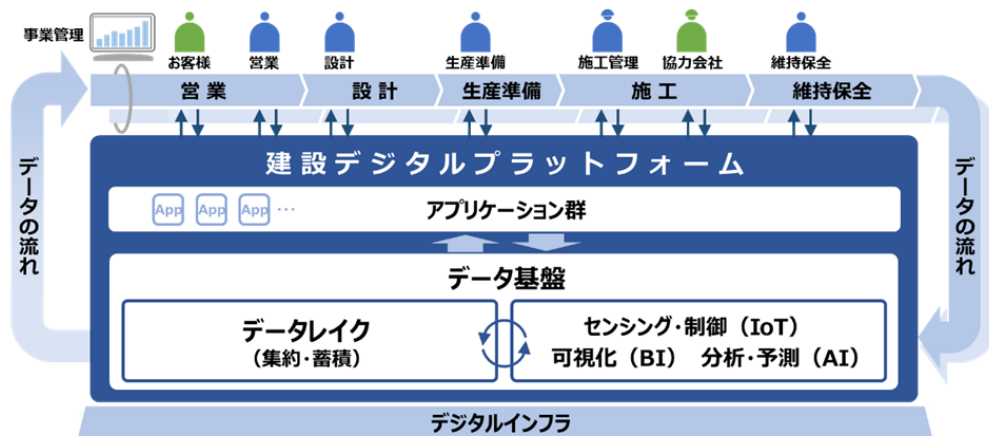 事業管理
お客様
営業
設計
生産準備
施工管理
協力会社
維持保全
営業
設計
生産準備
施工
維持保全
データの流れ
データの流れ
建設デジタルプラットフォーム
App App App … アプリケーション群
データ基盤
データレイク
（集約・蓄積）
センシング・制御（IoT）
可視化（BI） 分析・予測（AI）
デジタルインフラ